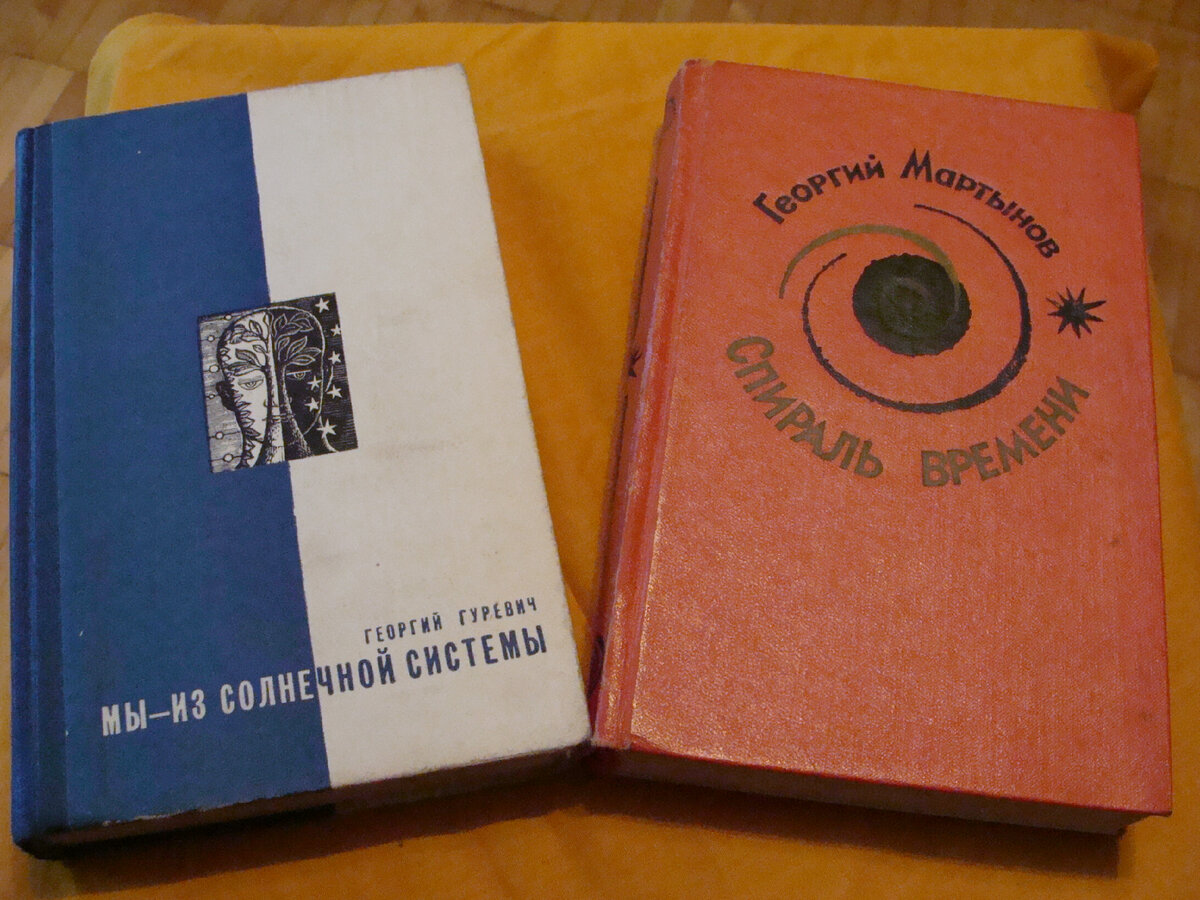 ГЕОРГИЙ ГУРЕВИЧ
МЫ—ИЗ СОЛНЕЧНОЙ СИСТЕМЫ
Георгий Мартынов
СПИРАЛЬ ВРЕМЕНИ